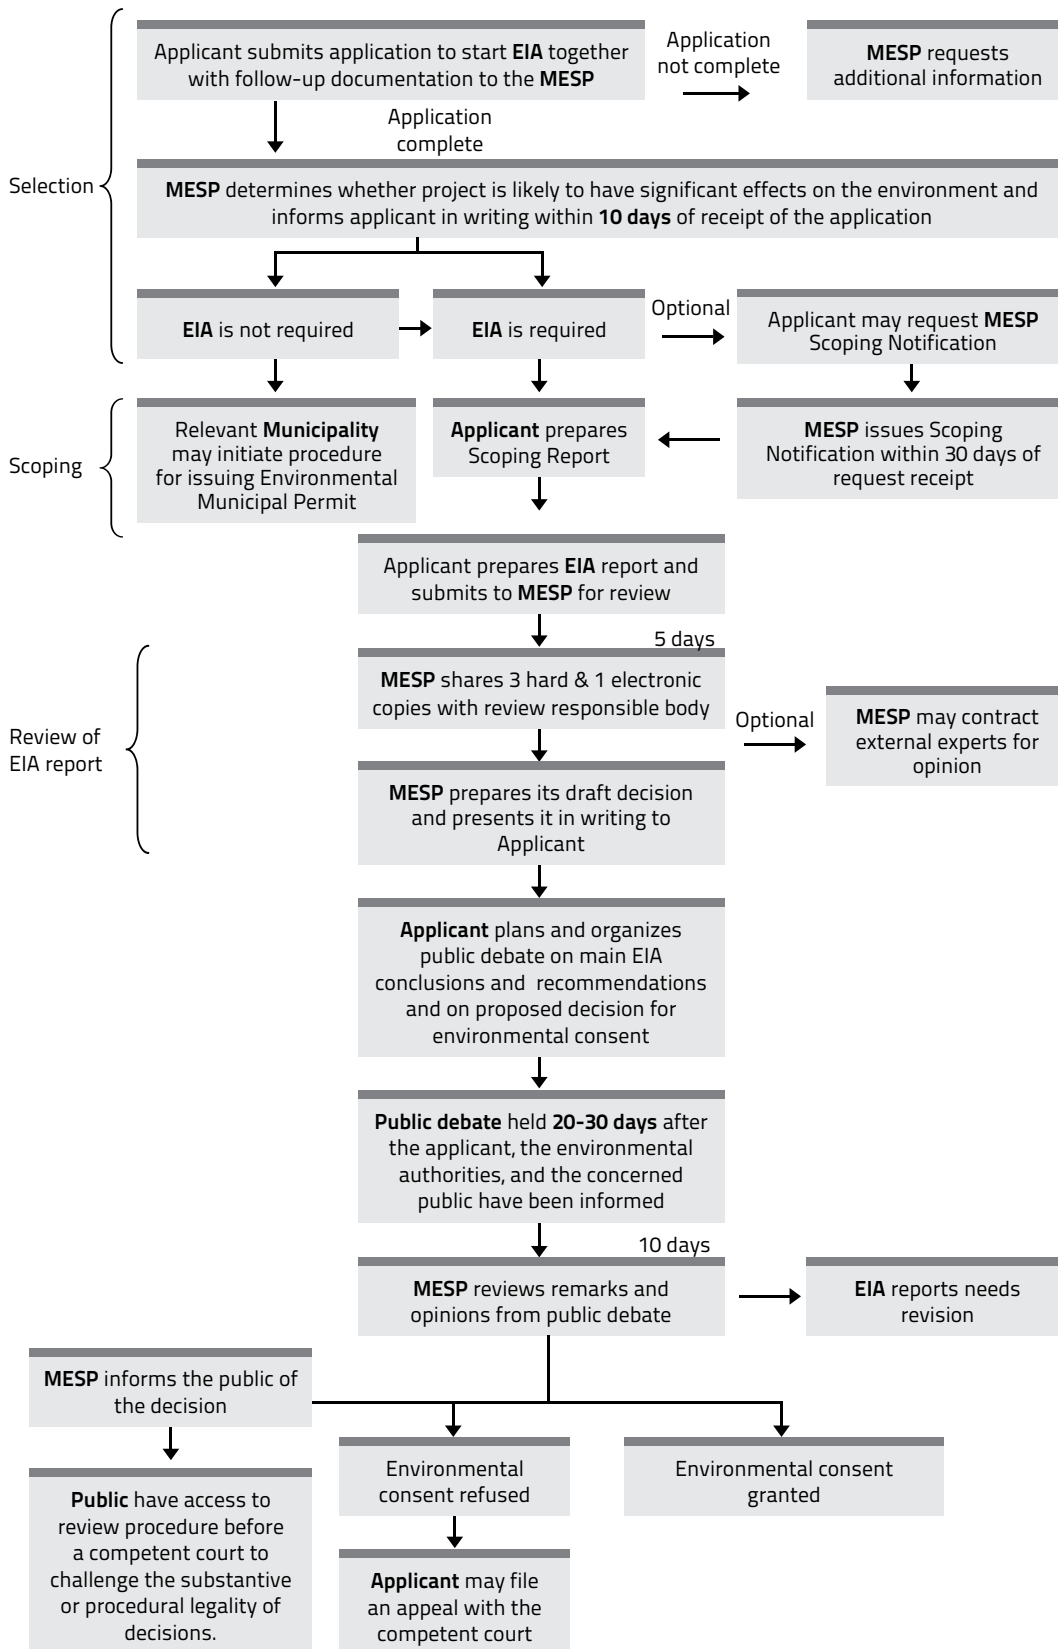 Applicant submits application to start EIA together
with follow-up documentation to the MESP
Application
not complete
MESP requests
additional information
Application
complete
Selection
MESP determines whether project is likely to have significant effects on the environment and
informs applicant in writing within 10 days of receipt of the application
EIA is not required
EIA is required
Optional
Applicant may request MESP
Scoping Notification
Scoping
Relevant Municipality
may initiate procedure
for issuing Environmental
Municipal Permit
Applicant prepares
Scoping Report
MESP issues Scoping
Notification within 30 days of
request receipt
Applicant prepares EIA report and
submits to MESP for review
5 days
Review of
EIA report
MESP shares 3 hard & 1 electronic
copies with review responsible body
Optional
MESP may contract
external experts for
opinion
MESP prepares its draft decision
and presents it in writing to
Applicant
Applicant plans and organizes
public debate on main EIA
conclusions and recommendations
and on proposed decision for
environmental consent
Public debate held 20-30 days after
the applicant, the environmental
authorities, and the concerned
public have been informed
10 days
MESP reviews remarks and
opinions from public debate
EIA reports needs
revision
MESP informs the public of
the decision
Environmental
consent refused
Environmental consent
granted
Public have access to
review procedure before
a competent court to
challenge the substantive
or procedural legality of
decisions.
Applicant may file
an appeal with the
competent court